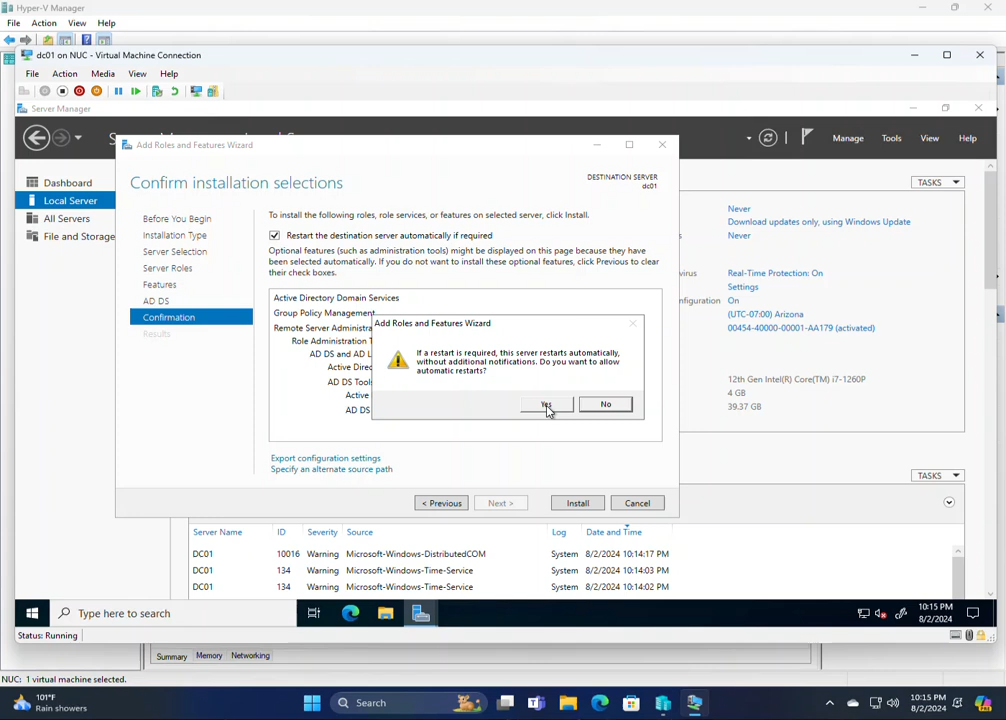 Hyper-V Manager
File Action View Help
dc01 on NUC - Virtual Machine Connection
File Action Media View Help
Server Manager
Manage Tools View Help
Dashboard
Local Server
All Servers
File and Storage
Add Roles and Features Wizard
Confirm installation selections
DESTINATION SERVER
dc01
Before You Begin
Installation Type
Server Selection
Server Roles
Features
AD DS
Confirmation
Results
To install the following roles, role services, or features on selected server, click Install.
Restart the destination server automatically if required
Optional features (such as administration tools) might be displayed on this page because they have
been selected automatically. If you do not want to install these optional features, click Previous to clear
their check boxes.
Active Directory Domain Services
Group Policy Management
Remote Server Administra
Role Administration T
AD DS and AD L
Active Direc
AD DS Tools
Active
AD DS
Add Roles and Features Wizard
If a restart is required, this server restarts automatically,
without additional notifications. Do you want to allow
automatic restarts?
Yes No
Export configuration settings
Specify an alternate source path
< Previous Next > Install Cancel
TASKS
Never
Download updates only, using Windows Update
Never
virus Real-Time Protection: On
Settings
nfiguration On
(UTC-07:00) Arizona
00454-40000-00001-AA179 (activated)
12th Gen Intel(R) Core(TM) i7-1260P
4 GB
39.37 GB
TASKS
Server Name ID Severity Source Log Date and Time
DC01 10016 Warning Microsoft-Windows-DistributedCOM System 8/2/2024 10:14:17 PM
DC01 134 Warning Microsoft-Windows-Time-Service System 8/2/2024 10:14:03 PM
DC01 134 Warning Microsoft-Windows-Time-Service System 8/2/2024 10:14:02 PM
Type here to search
10:15 PM
8/2/2024
Status: Running
Summary Memory Networking
NUC: 1 virtual machine selected.
101°F
Rain showers
Search
10:15 PM
8/2/2024